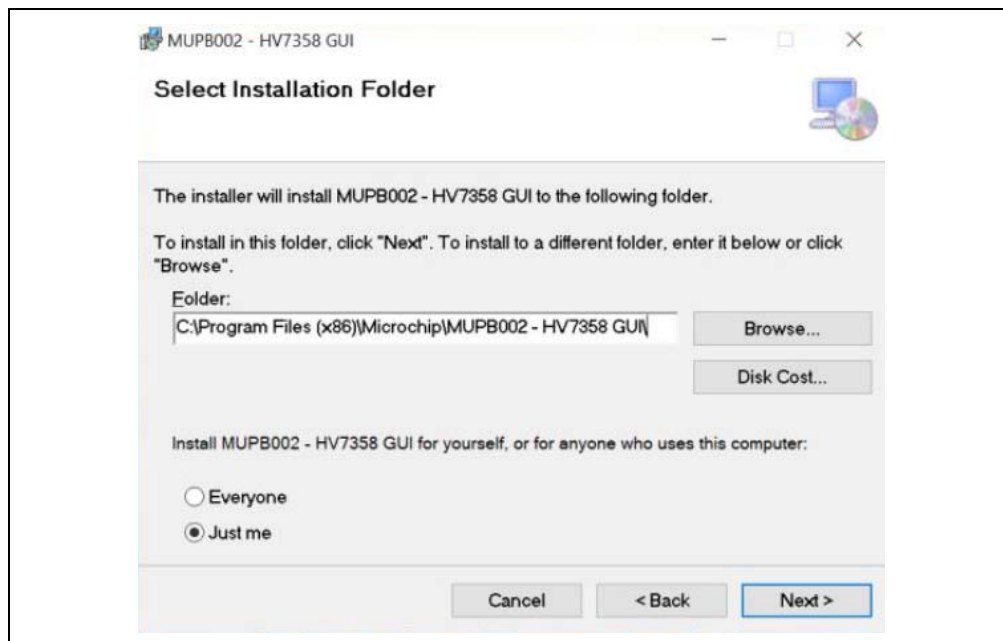 MUPB002 - HV7358 GUI
Select Installation Folder
The installer will install MUPB002 - HV7358 GUI to the following folder.
To install in this folder, click "Next". To install to a different folder, enter it below or click
"Browse".
Folder:
C:\Program Files (x86)\Microchip\MUPB002 - HV7358 GUI\
Browse...
Disk Cost...
Install MUPB002 - HV7358 GUI for yourself, or for anyone who uses this computer:
Everyone
Just me
Cancel
< Back
Next >